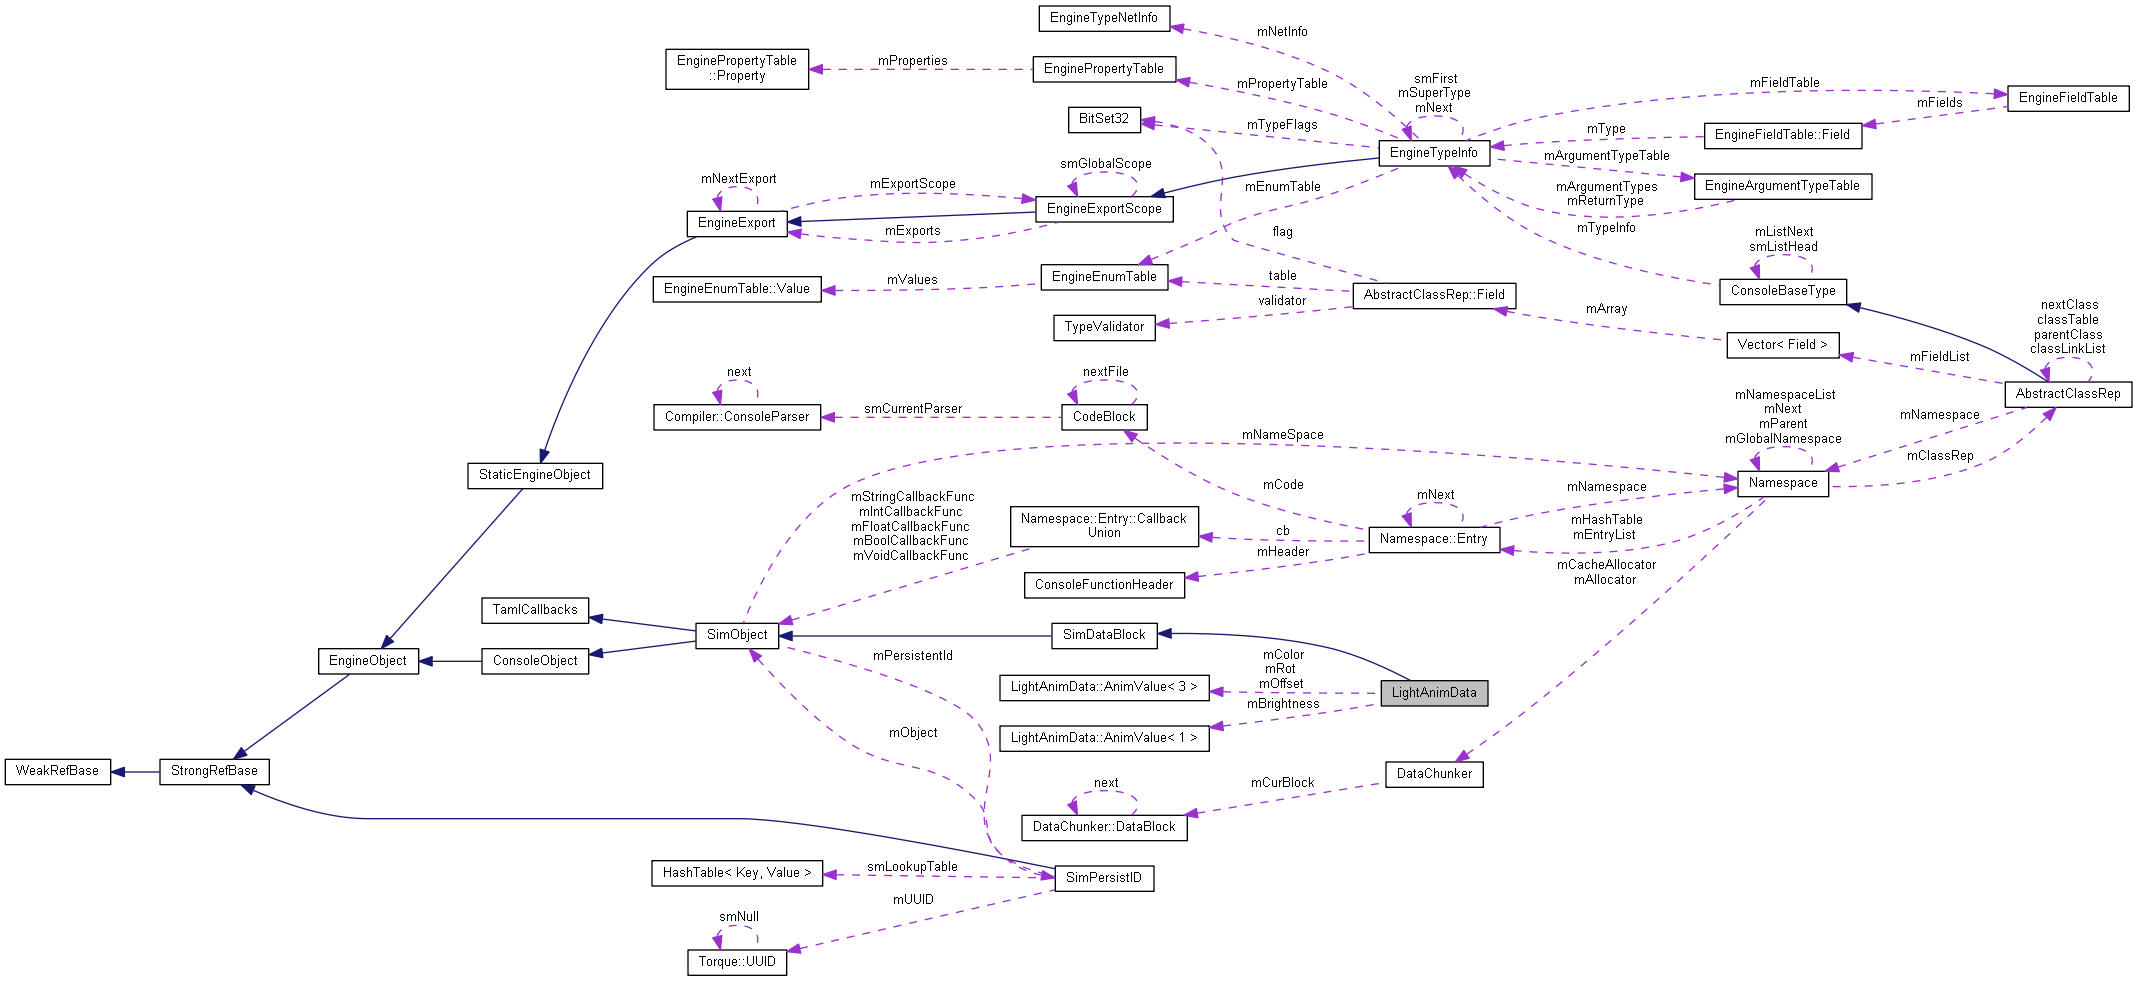 EngineTypeNetInfo
mNetInfo
EnginePropertyTable
::Property
mProperties
EnginePropertyTable
mPropertyTable
smFirst
mSuperType
mNext
mFieldTable
EngineFieldTable
mFields
BitSet32
mTypeFlags
EngineTypeInfo
mType
EngineFieldTable::Field
mArgumentTypeTable
EngineArgumentTypeTable
mArgumentTypes
mReturnType
mTypeInfo
mNextExport
mExportScope
smGlobalScope
EngineExportScope
EngineExport
mExports
mEnumTable
flag
mListNext
smListHead
ConsoleBaseType
EngineEnumTable::Value
mValues
EngineEnumTable
table
validator
AbstractClassRep::Field
TypeValidator
mArray
Vector< Field >
mFieldList
nextClass
classTable
parentClass
classLinkList
AbstractClassRep
next
Compiler::ConsoleParser
smCurrentParser
nextFile
CodeBlock
mNameSpace
mNamespaceList
mNext
mParent
mGlobalNamespace
mNamespace
mClassRep
Namespace
StaticEngineObject
mStringCallbackFunc
mIntCallbackFunc
mFloatCallbackFunc
mBoolCallbackFunc
mVoidCallbackFunc
Namespace::Entry::Callback
Union
mCode
cb
mHeader
mNext
Namespace::Entry
mNamespace
mHashTable
mEntryList
mCacheAllocator
mAllocator
ConsoleFunctionHeader
TamlCallbacks
SimObject
SimDataBlock
EngineObject
ConsoleObject
mPersistentId
mColor
mRot
mOffset
mBrightness
LightAnimData::AnimValue< 3 >
LightAnimData
LightAnimData::AnimValue< 1 >
mObject
WeakRefBase
StrongRefBase
DataChunker
mCurBlock
next
DataChunker::DataBlock
HashTable< Key, Value >
smLookupTable
SimPersistID
mUUID
smNull
Torque::UUID